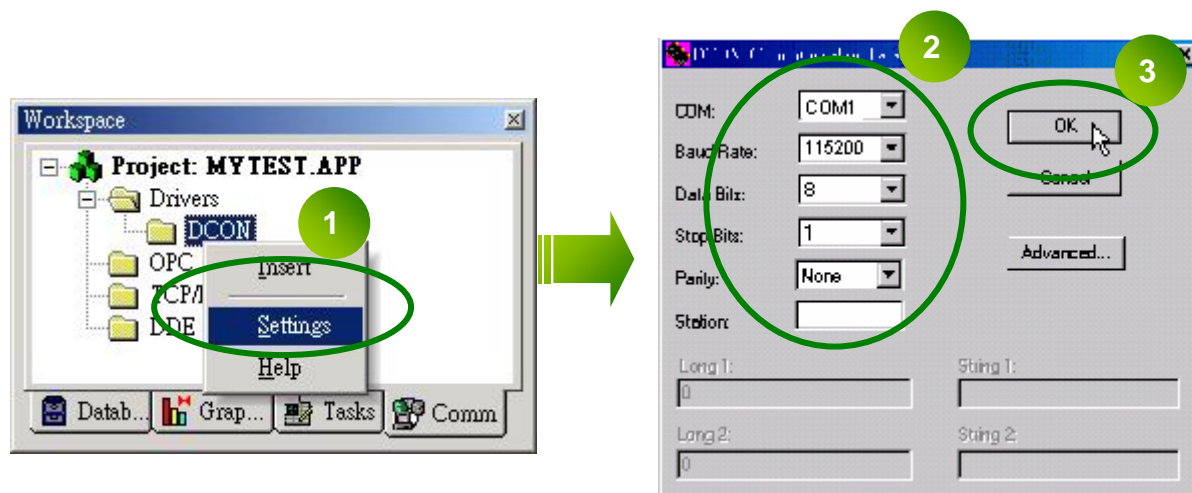 Workspace
Project: MYTEST.APP
Drivers
DCON
1
OPC
Insert
Settings
DDE
Help
Datab...
Grap...
Tasks
Comm
2
3
COM:
COM1
OK
Baud Rate:
115200
Cancel
Data Bits:
8
Stop Bits:
1
Advanced...
Parity:
None
Station:
Long 1:
String 1:
0
Long 2:
String 2:
0